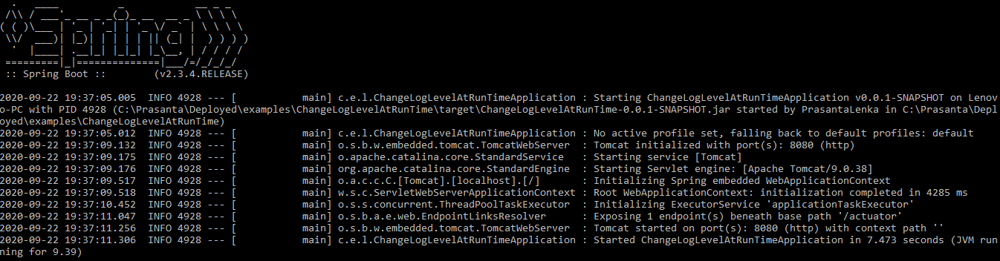 .   ____          _            __ _ _
 /\\ / ___'_ __ _ _(_)_ __  __ _ \ \ \ \
( ( )\___ | '_ | '_| | '_ \/ _` | \ \ \ \
 \\/  ___)| |_)| | | | | || (_| |  ) ) ) )
  '  |____| .__|_| |_|_| |_\__, | / / / /
 =========|_|==============|___/=/_/_/_/
 :: Spring Boot ::        (v2.3.4.RELEASE)
2020-09-22 19:37:05.005  INFO 4928 --- [           main] c.e.l.ChangeLogLevelAtRunTimeApplication : Starting ChangeLogLevelAtRunTimeApplication v0.0.1-SNAPSHOT on Lenov
o-PC with PID 4928 (C:\Prasanta\Deployed\examples\ChangeLogLevelAtRunTime\target\ChangeLogLevelAtRunTime-0.0.1-SNAPSHOT.jar started by PrasantaLenka in C:\Prasanta\Depl
oyed\examples\ChangeLogLevelAtRunTime)
2020-09-22 19:37:05.012  INFO 4928 --- [           main] c.e.l.ChangeLogLevelAtRunTimeApplication : No active profile set, falling back to default profiles: default
2020-09-22 19:37:09.132  INFO 4928 --- [           main] o.s.b.w.embedded.tomcat.TomcatWebServer  : Tomcat initialized with port(s): 8080 (http)
2020-09-22 19:37:09.175  INFO 4928 --- [           main] o.apache.catalina.core.StandardService   : Starting service [Tomcat]
2020-09-22 19:37:09.176  INFO 4928 --- [           main] org.apache.catalina.core.StandardEngine  : Starting Servlet engine: [Apache Tomcat/9.0.38]
2020-09-22 19:37:09.517  INFO 4928 --- [           main] o.a.c.c.C.[Tomcat].[localhost].[/]       : Initializing Spring embedded WebApplicationContext
2020-09-22 19:37:09.518  INFO 4928 --- [           main] w.s.c.ServletWebServerApplicationContext : Root WebApplicationContext: initialization completed in 4285 ms
2020-09-22 19:37:10.452  INFO 4928 --- [           main] o.s.s.concurrent.ThreadPoolTaskExecutor  : Initializing ExecutorService 'applicationTaskExecutor'
2020-09-22 19:37:11.047  INFO 4928 --- [           main] o.s.b.a.e.web.EndpointLinksResolver      : Exposing 1 endpoint(s) beneath base path '/actuator'
2020-09-22 19:37:11.256  INFO 4928 --- [           main] o.s.b.w.embedded.tomcat.TomcatWebServer  : Tomcat started on port(s): 8080 (http) with context path ''
2020-09-22 19:37:11.306  INFO 4928 --- [           main] c.e.l.ChangeLogLevelAtRunTimeApplication : Started ChangeLogLevelAtRunTimeApplication in 7.473 seconds (JVM run
ning for 9.39)